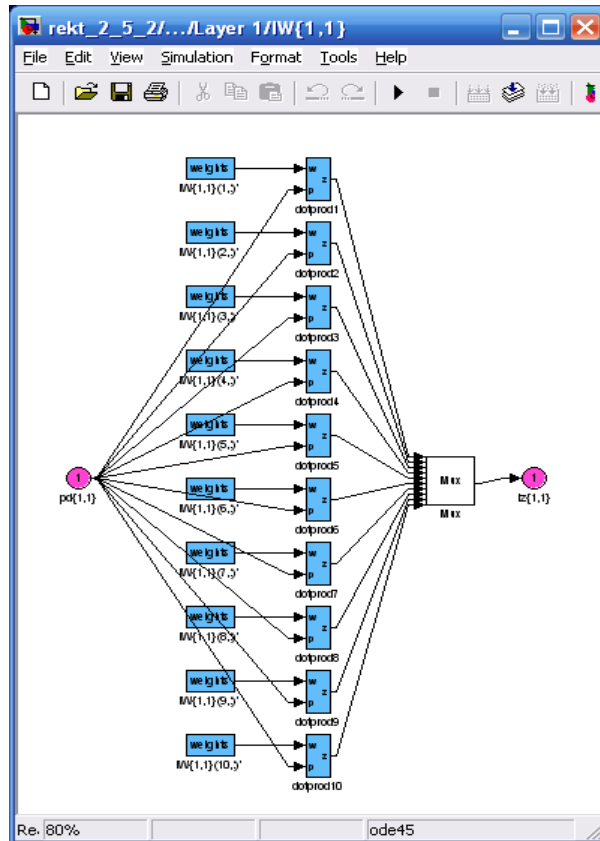 rekt_2_5_2/.../Layer 1/IW{1,1}
File Edit View Simulation Format Tools Help
weights
IW{1,1}(1,:)'
w
p
z
dotprod1
weights
IW{1,1}(2,:)'
w
p
z
dotprod2
weights
IW{1,1}(3,:)'
w
p
z
dotprod3
weights
IW{1,1}(4,:)'
w
p
z
dotprod4
weights
IW{1,1}(5,:)'
w
p
z
dotprod5
1
pd{1,1}
Mux
Mux
1
iz{1,1}
weights
IW{1,1}(6,:)'
w
p
z
dotprod6
weights
IW{1,1}(7,:)'
w
p
z
dotprod7
weights
IW{1,1}(8,:)'
w
p
z
dotprod8
weights
IW{1,1}(9,:)'
w
p
z
dotprod9
weights
IW{1,1}(10,:)'
w
p
z
dotprod10
Re. 80% ode45